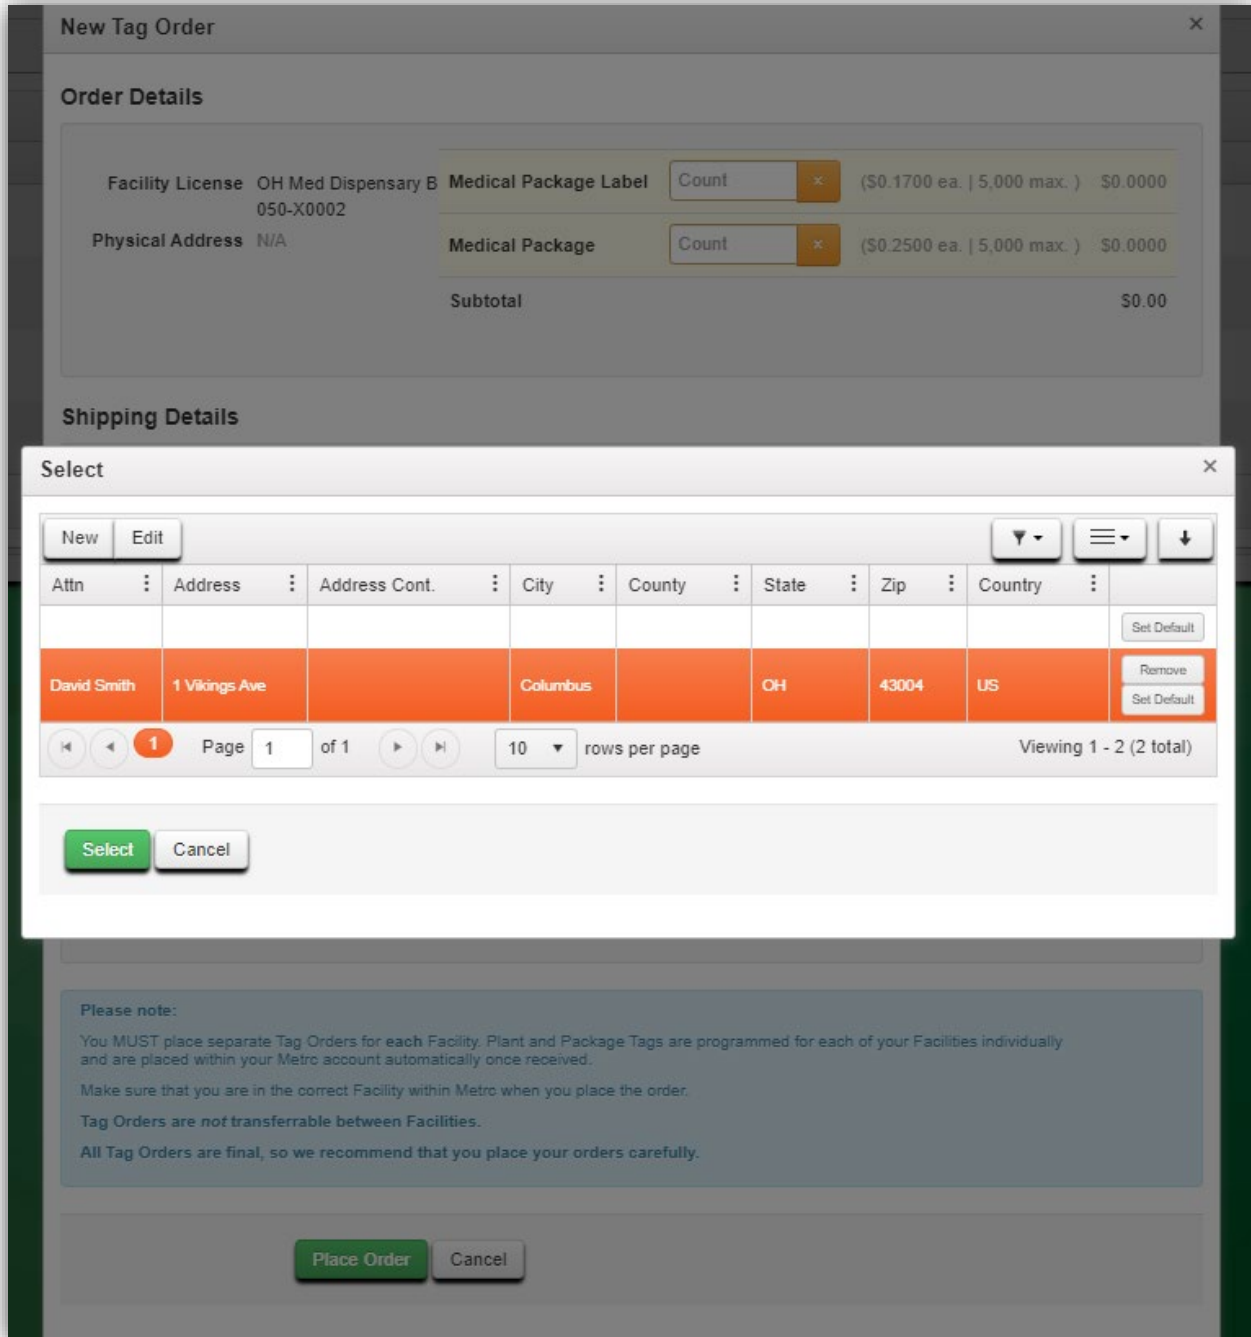 New Tag Order ×
Order Details
Facility License OH Med Dispensary B Medical Package Label Count × ($0.1700 ea. | 5,000 max. ) $0.0000
050-X0002
Physical Address N/A Medical Package Count × ($0.2500 ea. | 5,000 max. ) $0.0000
Subtotal $0.00
Shipping Details
Select ×
New Edit
Attn Address Address Cont. City County State Zip Country
Set Default
David Smith 1 Vikings Ave Columbus OH 43004 US Remove
Set Default
1 Page 1 of 1 10 rows per page Viewing 1 - 2 (2 total)
Select Cancel
Please note:
You MUST place separate Tag Orders for each Facility. Plant and Package Tags are programmed for each of your Facilities individually
and are placed within your Metrc account automatically once received.
Make sure that you are in the correct Facility within Metrc when you place the order.
Tag Orders are not transferrable between Facilities.
All Tag Orders are final, so we recommend that you place your orders carefully.
Place Order Cancel